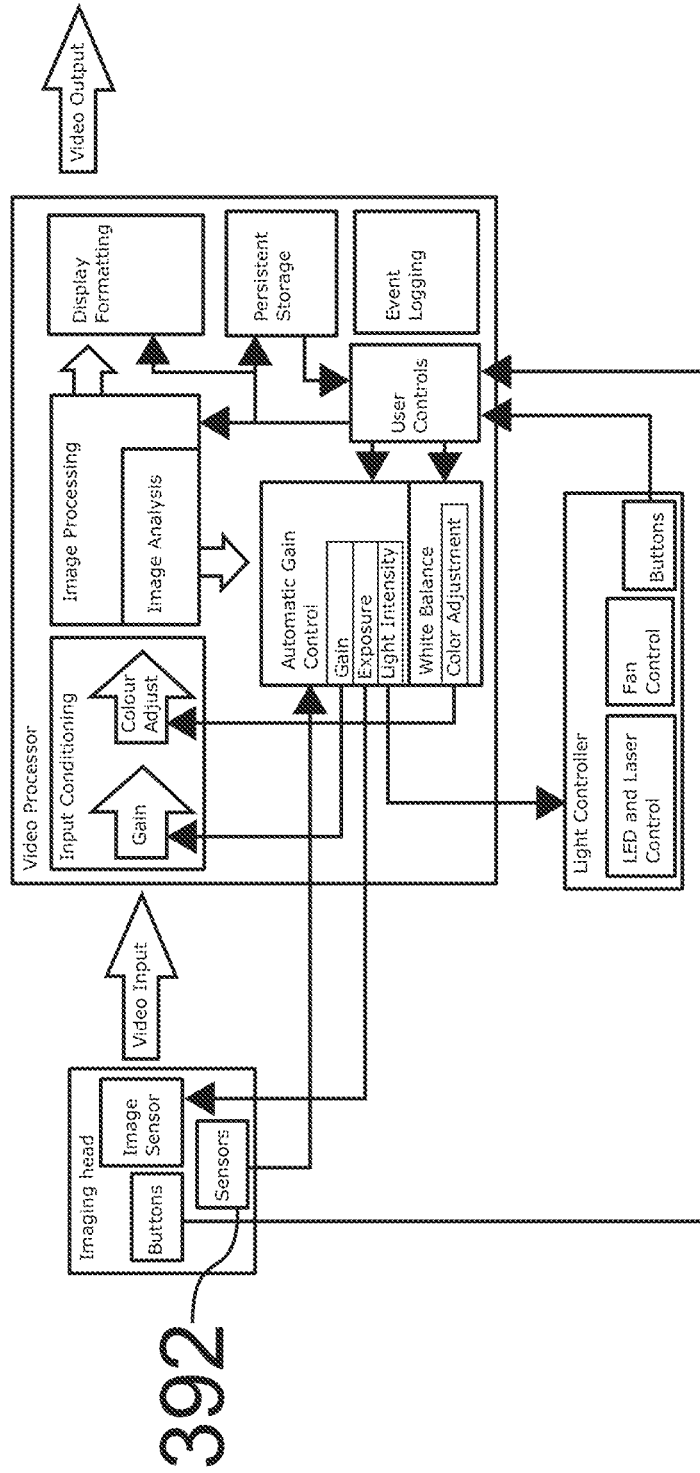 392
Imaging head
Buttons
Image
Sensor
Sensors
Video Input
Video Processor
Input Conditioning
Gain
Colour
Adjust
Image Processing
Image Analysis
Display
Formatting
Automatic Gain
Control
Gain
Exposure
Light Intensity
White Balance
Color Adjustment
User
Controls
Persistent
Storage
Event
Logging
Video Output
Light Controller
LED and Laser
Control
Fan
Control
Buttons